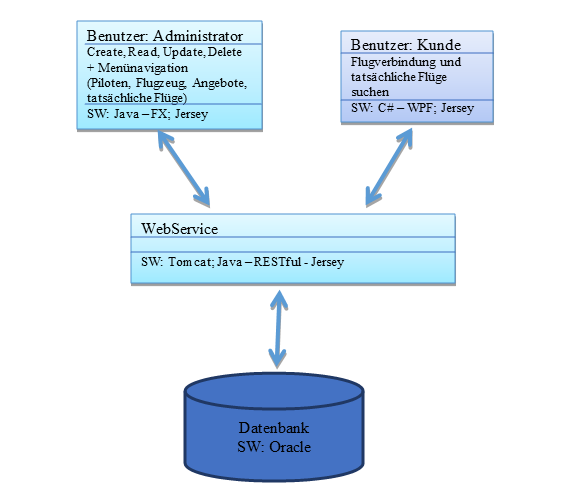 Benutzer: Administrator
Create, Read, Update, Delete
+ Menünavigation
(Piloten, Flugzeug, Angebote,
tatsächliche Flüge)
SW: Java – FX; Jersey
Benutzer: Kunde
Flugverbindung und
tatsächliche Flüge
suchen
SW: C# – WPF; Jersey
WebService
SW: Tomcat; Java – RESTful - Jersey
Datenbank
SW: Oracle